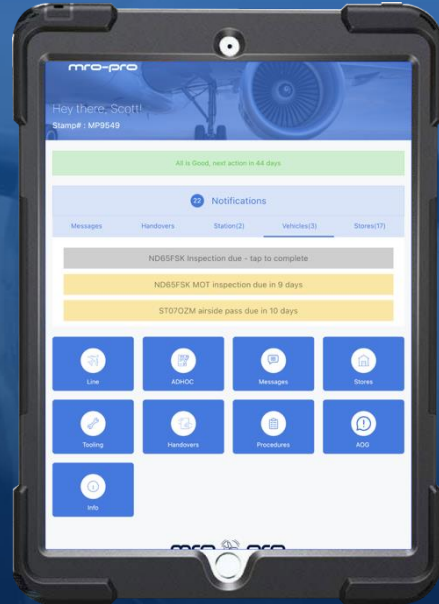 mro-pro
Hey there, Scott!
Stamp# : MP9549
All is Good, next action in 44 days
22 Notifications
Messages Handovers Station(2) Vehicles(3) Stores(17)
ND65FSK Inspection due - tap to complete
ND65FSK MOT inspection due in 9 days
ST07OZM airside pass due in 10 days
Line ADHOC Messages Stores
Tooling Handovers Procedures AOG
Info
mro pro